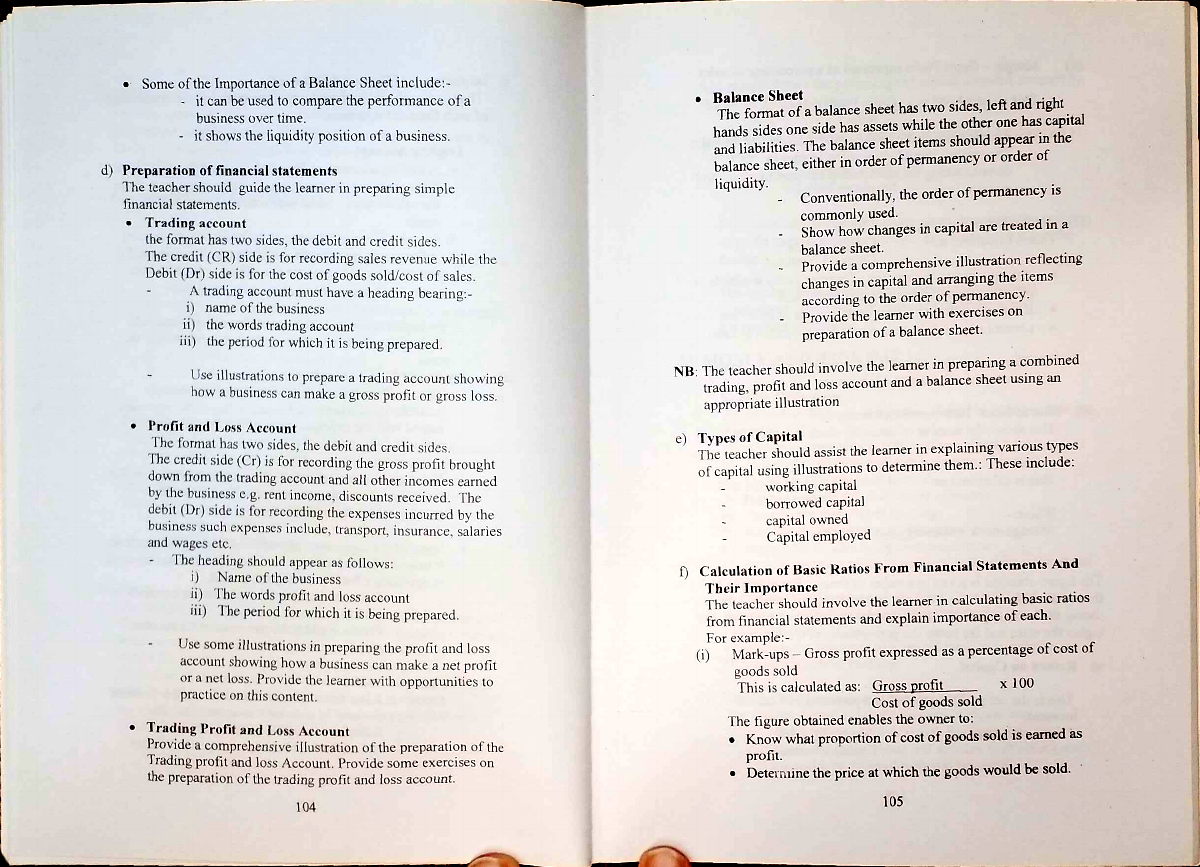 • Some of the Importance of a Balance Sheet include:-
- it can be used to compare the performance of a
business over time.
- it shows the liquidity position of a business.
d) Preparation of financial statements
The teacher should guide the learner in preparing simple
financial statements.
• Trading account
the format has two sides, the debit and credit sides.
The credit (CR) side is for recording sales revenue while the
Debit (Dr) side is for the cost of goods sold/cost of sales.
- A trading account must have a heading bearing:-
i) name of the business
ii) the words trading account
iii) the period for which it is being prepared.
- Use illustrations to prepare a trading account showing
how a business can make a gross profit or gross loss.
• Profit and Loss Account
The format has two sides, the debit and credit sides.
The credit side (Cr) is for recording the gross profit brought
down from the trading account and all other incomes earned
by the business e.g. rent income, discounts received. The
debit (Dr) side is for recording the expenses incurred by the
business such expenses include, transport, insurance, salaries
and wages etc.
- The heading should appear as follows:
i) Name of the business
ii) The words profit and loss account
iii) The period for which it is being prepared.
- Use some illustrations in preparing the profit and loss
account showing how a business can make a net profit
or a net loss. Provide the learner with opportunities to
practice on this content.
• Trading Profit and Loss Account
Provide a comprehensive illustration of the preparation of the
Trading profit and loss Account. Provide some exercises on
the preparation of the trading profit and loss account.
104
• Balance Sheet
The format of a balance sheet has two sides, left and right
hands sides one side has assets while the other one has capital
and liabilities. The balance sheet items should appear in the
balance sheet, either in order of permanency or order of
liquidity.
- Conventionally, the order of permanency is
commonly used.
- Show how changes in capital are treated in a
balance sheet.
- Provide a comprehensive illustration reflecting
changes in capital and arranging the items
according to the order of permanency.
- Provide the learner with exercises on
preparation of a balance sheet.
NB: The teacher should involve the learner in preparing a combined
trading, profit and loss account and a balance sheet using an
appropriate illustration
e) Types of Capital
The teacher should assist the learner in explaining various types
of capital using illustrations to determine them.: These include:
- working capital
- borrowed capital
- capital owned
- Capital employed
f) Calculation of Basic Ratios From Financial Statements And
Their Importance
The teacher should involve the learner in calculating basic ratios
from financial statements and explain importance of each.
For example:-
(i) Mark-ups – Gross profit expressed as a percentage of cost of
goods sold
This is calculated as: Gross profit x 100
Cost of goods sold
The figure obtained enables the owner to:
• Know what proportion of cost of goods sold is earned as
profit.
• Determine the price at which the goods would be sold.
105